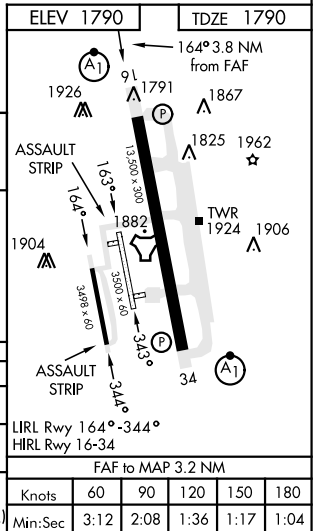 ELEV 1790
TDZE 1790
164° 3.8 NM
from FAF
A1
16
1791
1926
1867
P
ASSAULT
STRIP
1825
1962
13,500 x 300
163°
164°
1882
TWR
1924
1904
1906
3500 x 60
3498 x 60
343°
P
ASSAULT
STRIP
344°
34
A1
LIRL Rwy 164°-344°
HIRL Rwy 16-34
FAF to MAP 3.2 NM
Knots 60 90 120 150 180
Min:Sec 3:12 2:08 1:36 1:17 1:04
)